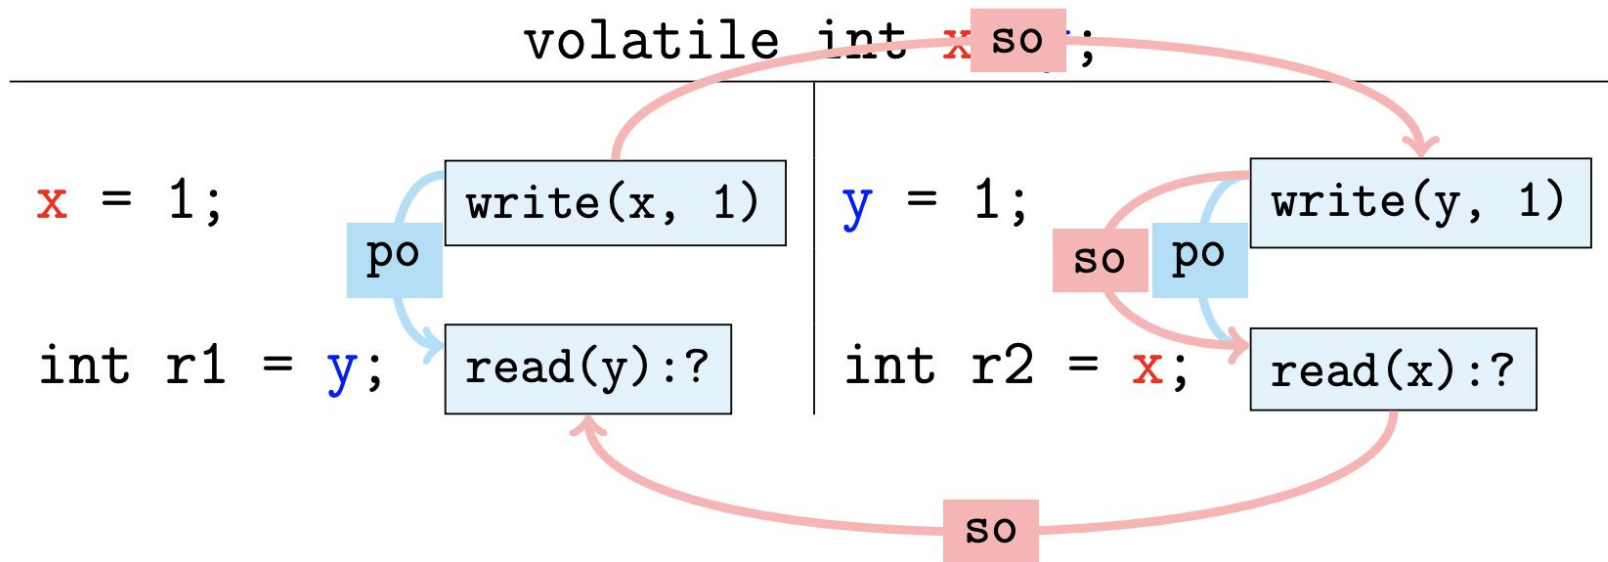 volatile int x so ;
x = 1; write(x, 1) y = 1; write(y, 1)
po so po
int r1 = y; read(y):? int r2 = x; read(x):?
so